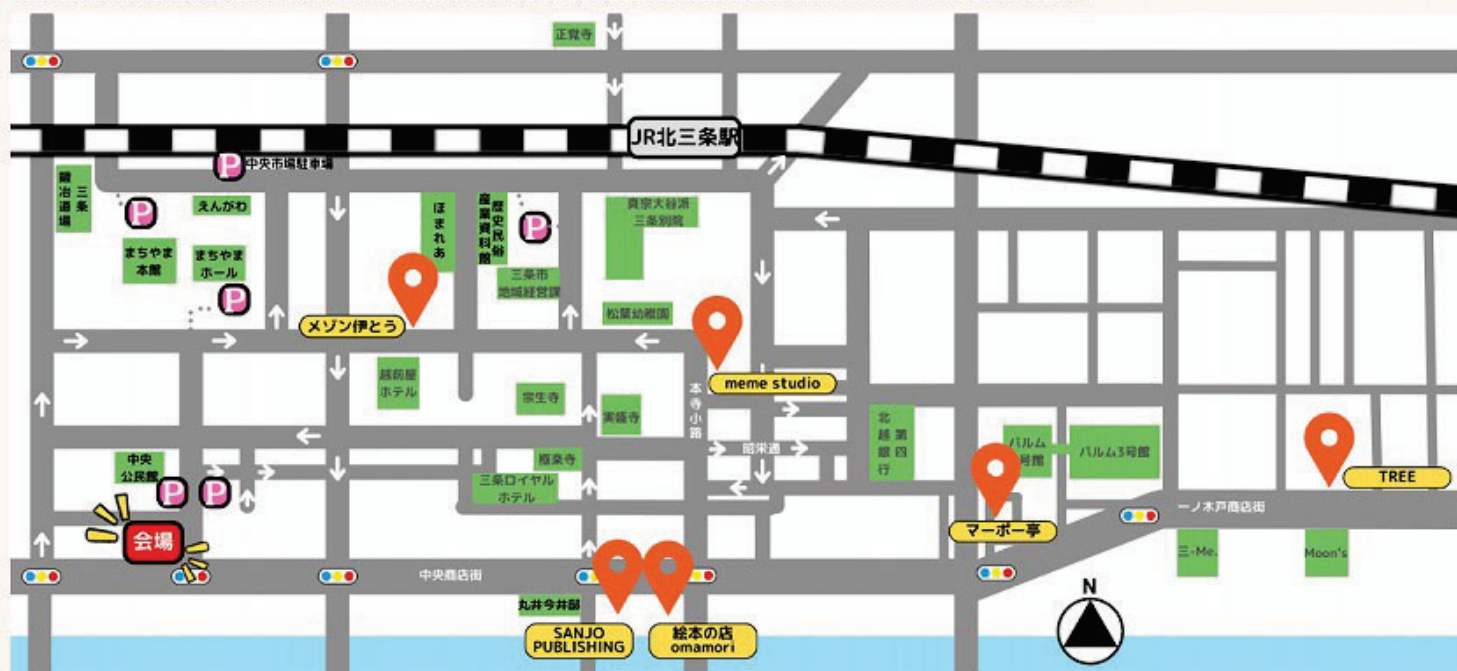 正覚寺
JR北三条駅
P
中央市場駐車場
三条
鍛冶道場
P
えんがわ
まちやま
本館
まちやま
ホール
P
ほまれあ
歴史民俗
産業資料館
P
三条市
地域経営課
真宗大谷派
三条別院
松葉幼稚園
メゾン伊とう
meme studio
越前屋
ホテル
宗生寺
実盛寺
本寺小路
昭栄通
極楽寺
三条ロイヤル
ホテル
第四
北越銀行
パルム
号館
パルム3号館
TREE
マーポー亭
一ノ木戸商店街
三-Me.
Moon's
中央
公民館
P
P
会場
中央商店街
丸井今井邸
SANJO
PUBLISHING
絵本の店
omamori
N